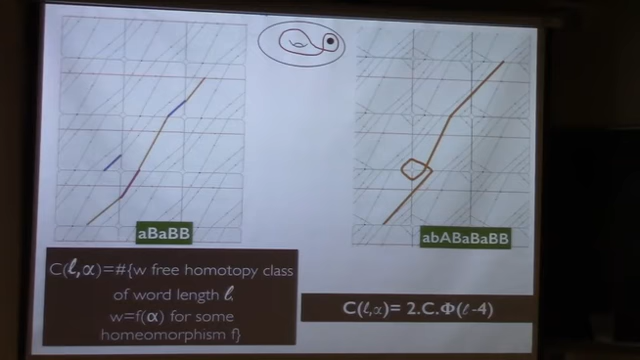 aBaBB
abABaBaBB
C(ℓ,α)=#{w free homotopy class
of word length ℓ,
w=f(α) for some
homeomorphism f}
C(ℓ,α)= 2.C.Φ(ℓ-4)